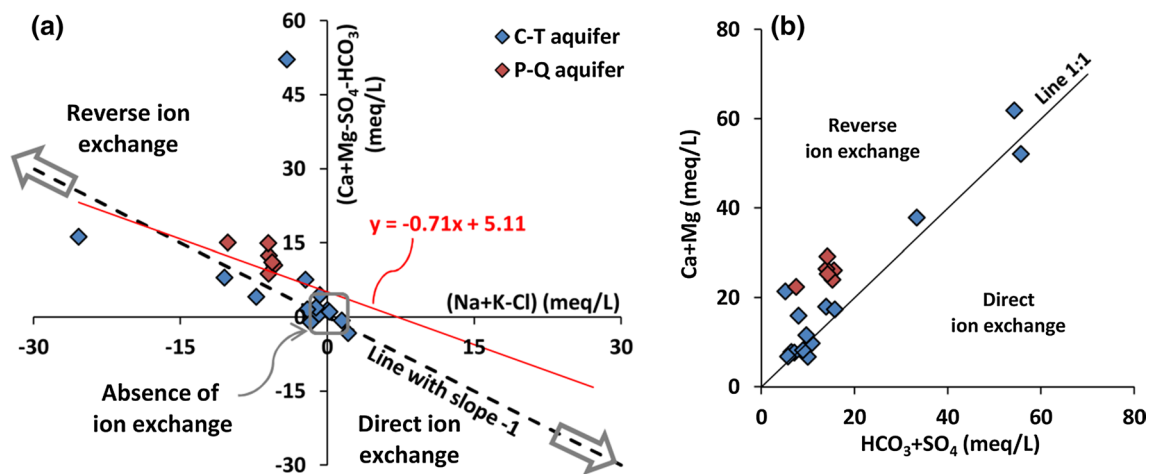 (a)
60
45
30
15
0
-15
-30
(Ca+Mg-SO₄-HCO₃)
(meq/L)
C-T aquifer
P-Q aquifer
Reverse ion
exchange
y = -0.71x + 5.11
(Na+K-Cl) (meq/L)
-30
-15
0
15
30
Absence of
ion exchange
Line with slope -1
Direct ion
exchange
(b)
80
60
40
20
0
Ca+Mg (meq/L)
Line 1:1
Reverse
ion exchange
Direct
ion exchange
0
20
40
60
80
HCO₃+SO₄ (meq/L)